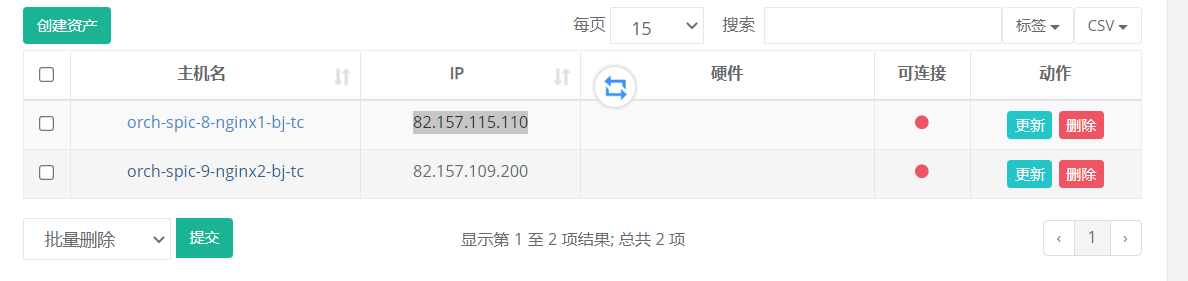 创建资产 每页 15 搜索 标签 CSV
主机名 IP 硬件 可连接 动作
orch-spic-8-nginx1-bj-tc 82.157.115.110 更新 删除
orch-spic-9-nginx2-bj-tc 82.157.109.200 更新 删除
批量删除 提交 显示第 1 至 2 项结果; 总共 2 项 ‹ 1 ›